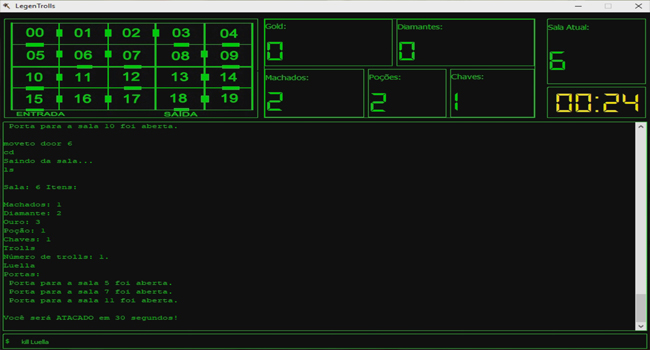 LegenTrolls
00 01 02 03 04
05 06 07 08 09
10 11 12 13 14
15 16 17 18 19
ENTRADA SAÍDA
Gold:
0
Diamantes:
0
Machados:
2
Poções:
2
Chaves:
1
Sala Atual:
6
00:24
Porta para a sala 10 foi aberta.
moveto door 6
cd
Saindo da sala...
ls
Sala: 6 Itens:
Machados: 1
Diamante: 2
Ouro: 3
Poção: 1
Chaves: 1
Trolls
Número de trolls: 1.
Luella
Portas:
Porta para a sala 5 foi aberta.
Porta para a sala 7 foi aberta.
Porta para a sala 11 foi aberta.
Você será ATACADO em 30 segundos!
$ kill Luella